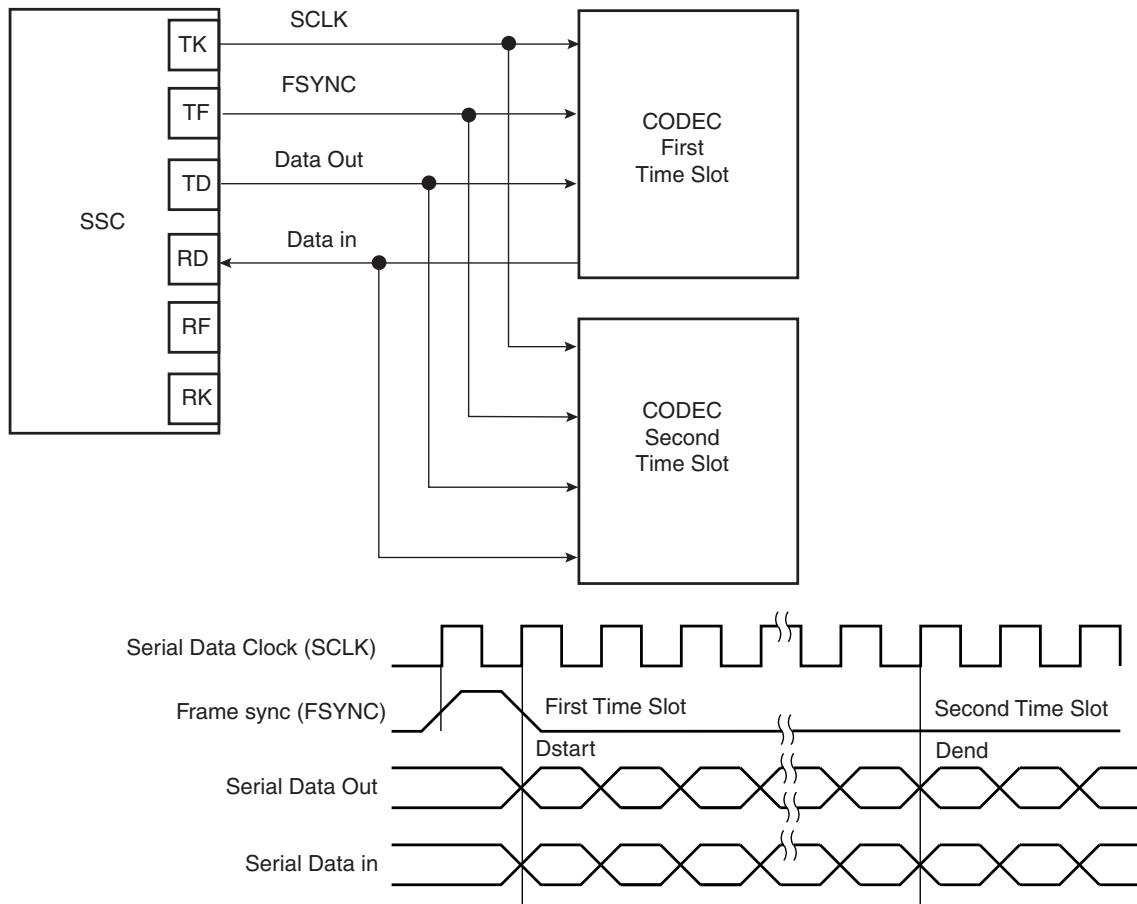 SSC
TK
TF
TD
RD
RF
RK
SCLK
FSYNC
Data Out
Data in
CODEC
First
Time Slot
CODEC
Second
Time Slot
Serial Data Clock (SCLK)
Frame sync (FSYNC)
First Time Slot
Second Time Slot
Dstart
Dend
Serial Data Out
Serial Data in